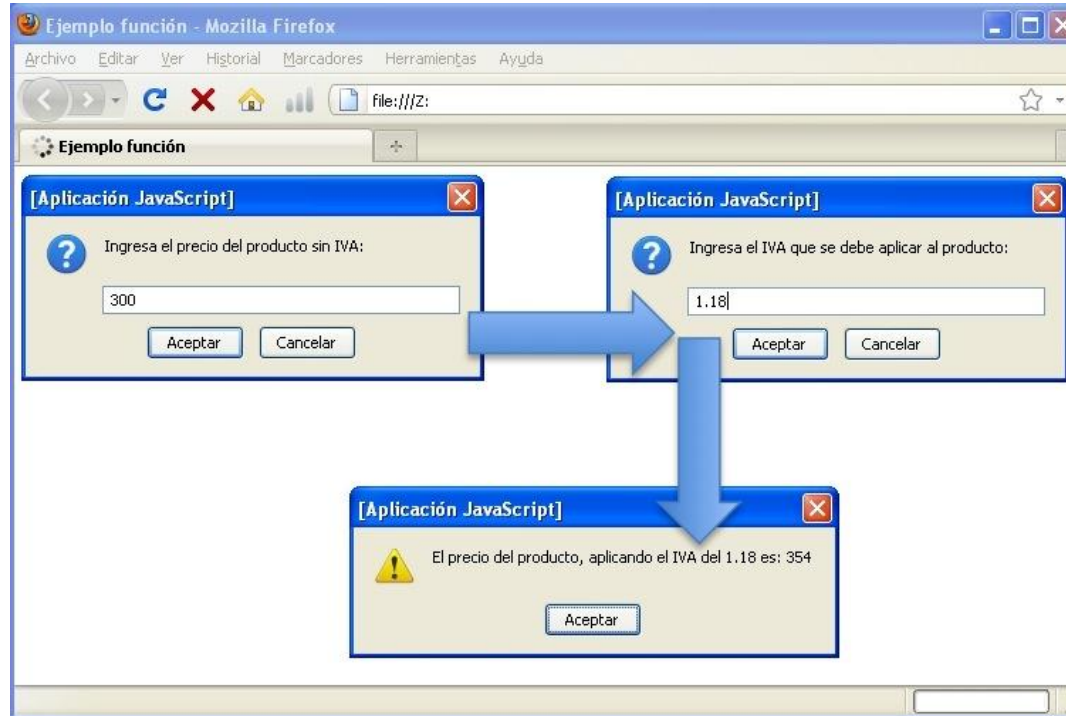 Ejemplo función - Mozilla Firefox
Archivo Editar Ver Historial Marcadores Herramientas Ayuda
file:///Z:
Ejemplo función
[Aplicación JavaScript]
Ingresa el precio del producto sin IVA:
300
Aceptar Cancelar
[Aplicación JavaScript]
Ingresa el IVA que se debe aplicar al producto:
1.18
Aceptar Cancelar
[Aplicación JavaScript]
El precio del producto, aplicando el IVA del 1.18 es: 354
Aceptar